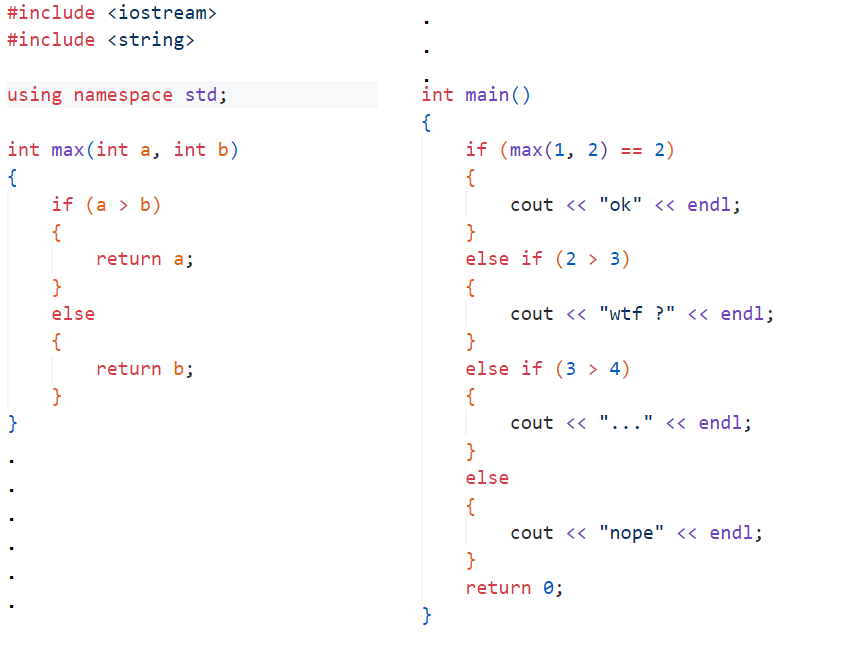 #include <iostream>
#include <string>
using namespace std;
int max(int a, int b)
{
if (a > b)
{
return a;
}
else
{
return b;
}
}
.
.
.
.
.
.
.
.
.
int main()
{
if (max(1, 2) == 2)
{
cout << "ok" << endl;
}
else if (2 > 3)
{
cout << "wtf ?" << endl;
}
else if (3 > 4)
{
cout << "..." << endl;
}
else
{
cout << "nope" << endl;
}
return 0;
}